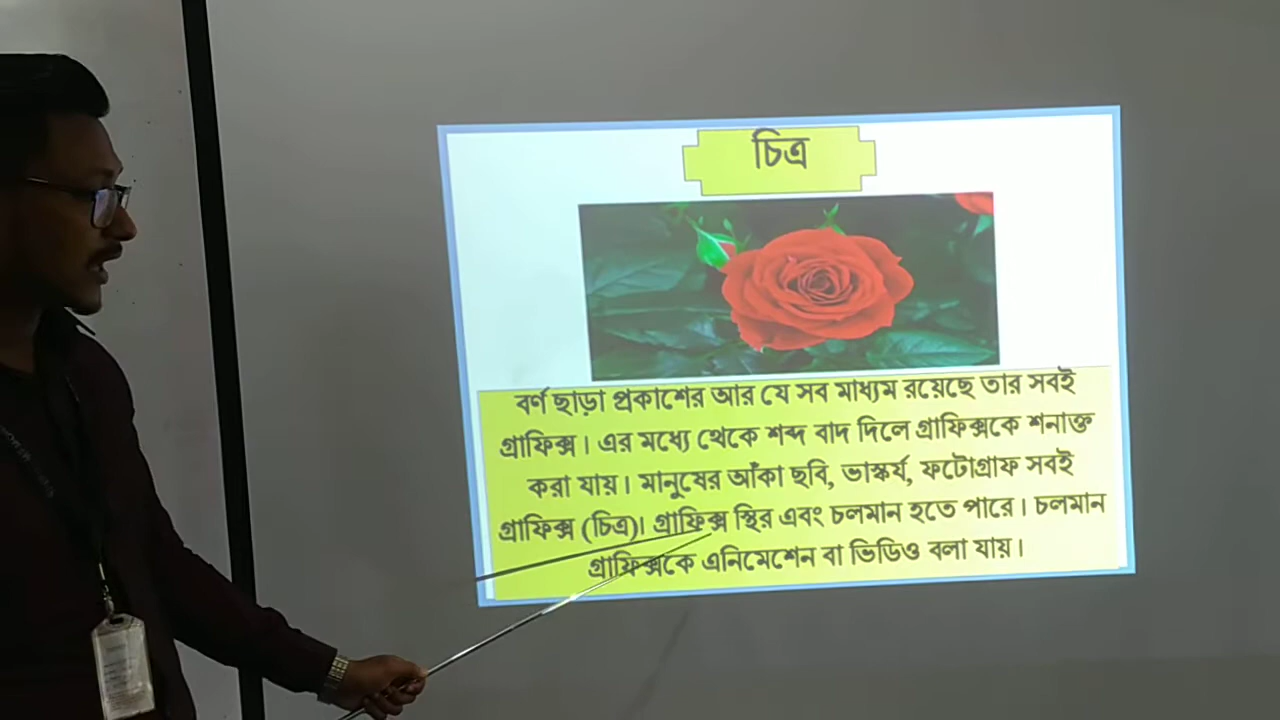 চিত্র
বর্ণ ছাড়া প্রকাশের আর যে সব মাধ্যম রয়েছে তার সবই
গ্রাফিক্স। এর মধ্যে থেকে শব্দ বাদ দিলে গ্রাফিক্সকে শনাক্ত
করা যায়। মানুষের আঁকা ছবি, ভাস্কর্য, ফটোগ্রাফ সবই
গ্রাফিক্স (চিত্র)। গ্রাফিক্স স্থির এবং চলমান হতে পারে। চলমান
গ্রাফিক্সকে এনিমেশেন বা ভিডিও বলা যায়।